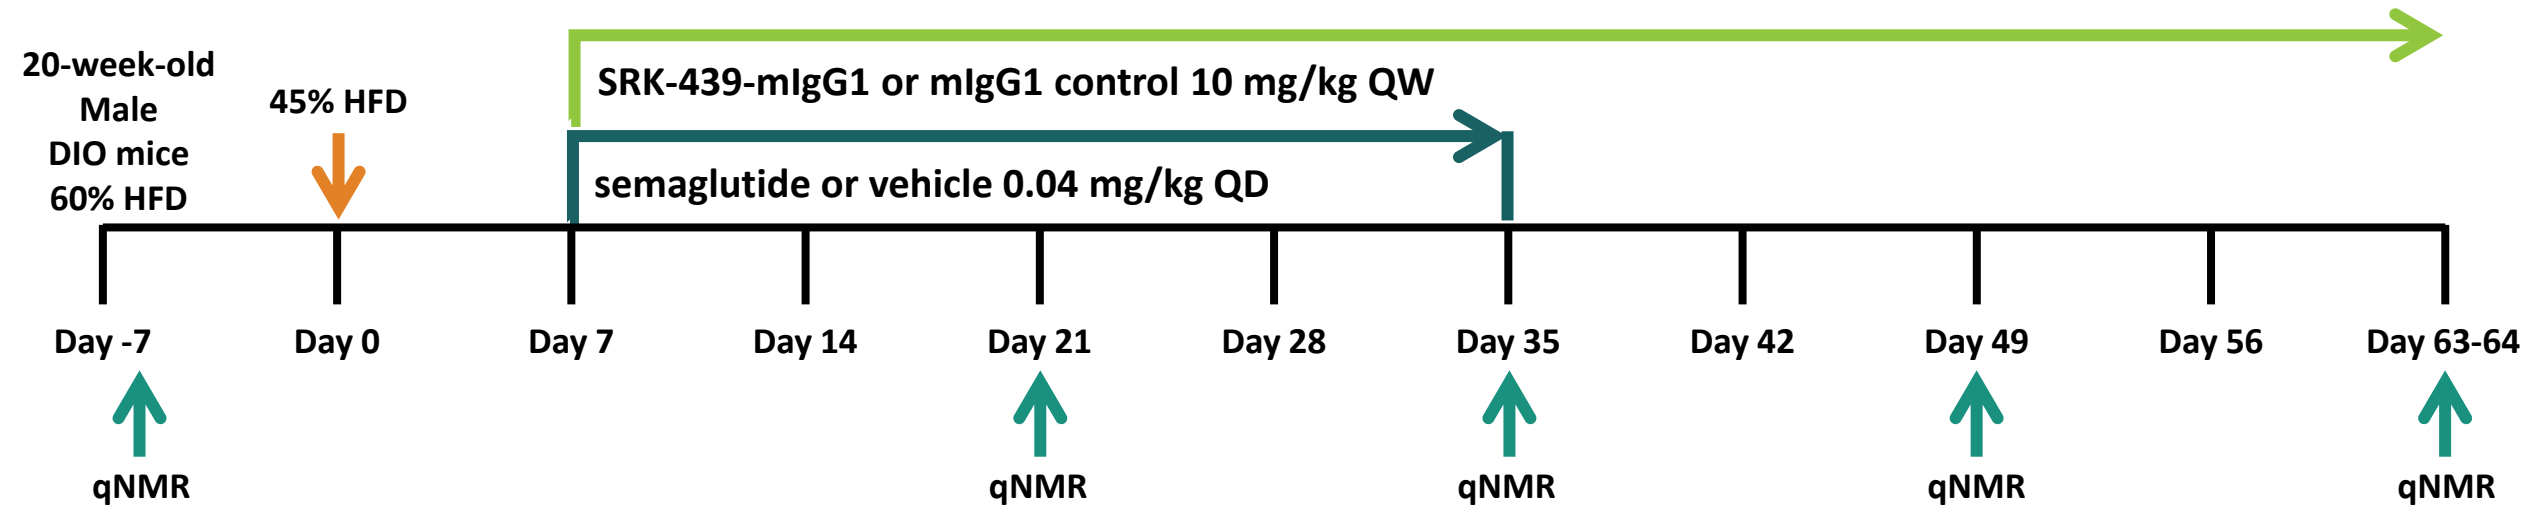 20-week-old
Male
DIO mice
60% HFD
45% HFD
SRK-439-mIgG1 or mIgG1 control 10 mg/kg QW
semaglutide or vehicle 0.04 mg/kg QD
Day -7
Day 0
Day 7
Day 14
Day 21
Day 28
Day 35
Day 42
Day 49
Day 56
Day 63-64
qNMR
qNMR
qNMR
qNMR
qNMR